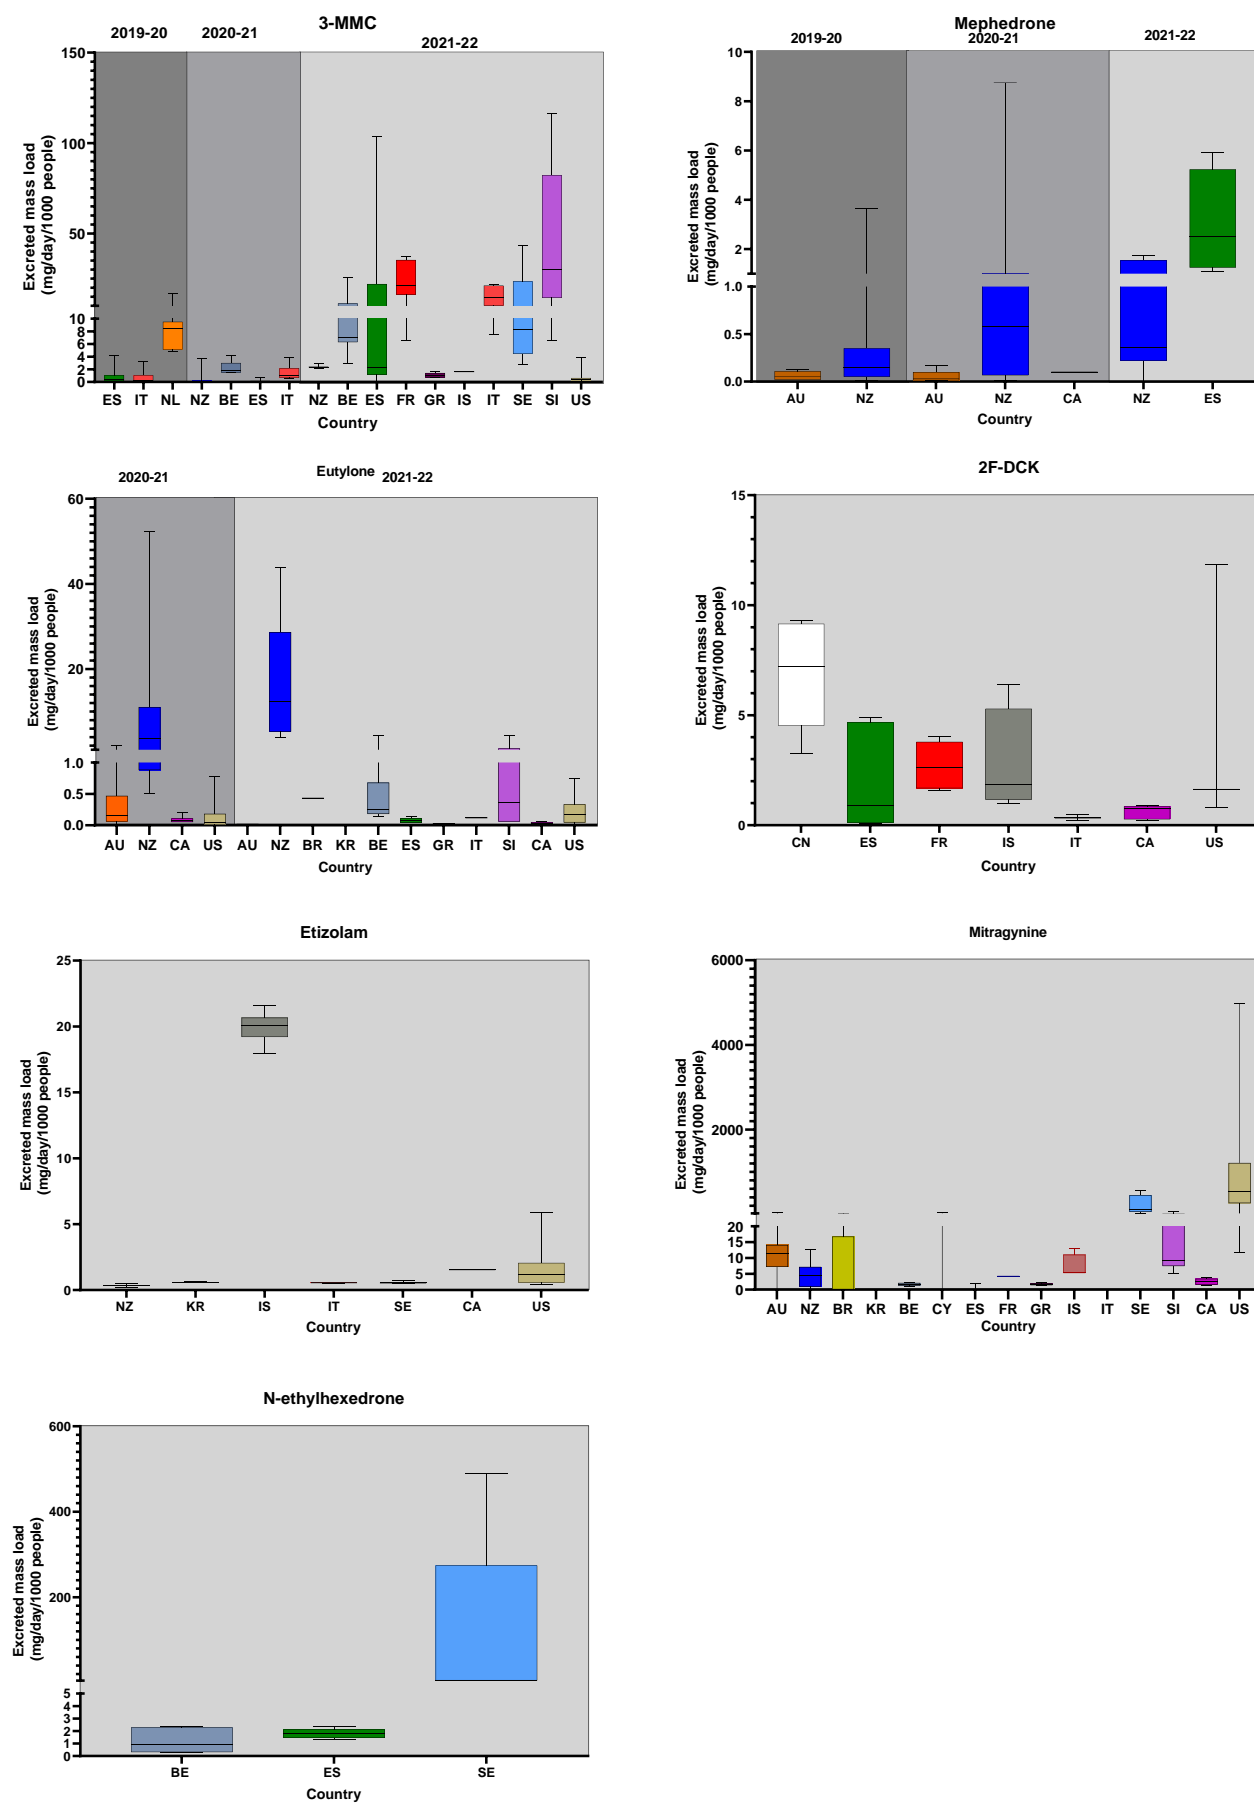 3-MMC
2019-20 2020-21 2021-22
150
100
50
10
8
6
4
2
0
Excreted mass load
(mg/day/1000 people)
ES IT NL NZ BE ES IT NZ BE ES FR GR IS IT SE SI US
Country
Mephedrone
2019-20 2020-21 2021-22
10
8
6
4
2
1.0
0.5
0.0
Excreted mass load
(mg/day/1000 people)
AU NZ AU NZ CA NZ ES
Country
Eutylone
2020-21 2021-22
60
40
20
1.0
0.5
0.0
Excreted mass load
(mg/day/1000 people)
AU NZ CA US AU NZ BR KR BE ES GR IT SI CA US
Country
2F-DCK
15
10
5
0
Excreted mass load
(mg/day/1000 people)
CN ES FR IS IT CA US
Country
Etizolam
25
20
15
10
5
0
Excreted mass load
(mg/day/1000 people)
NZ KR IS IT SE CA US
Country
Mitragynine
6000
4000
2000
20
15
10
5
0
Excreted mass load
(mg/day/1000 people)
AU NZ BR KR BE CY ES FR GR IS IT SE SI CA US
Country
N-ethylhexedrone
600
400
200
5
4
3
2
1
0
Excreted mass load
(mg/day/1000 people)
BE ES SE
Country